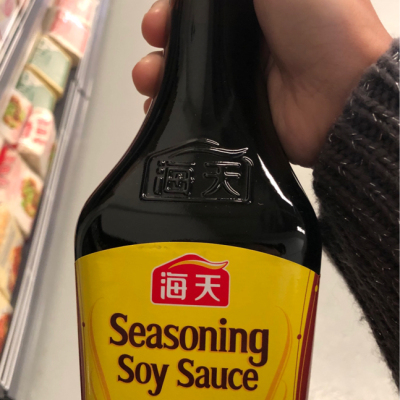 海天
海天
Seasoning
Soy Sauce